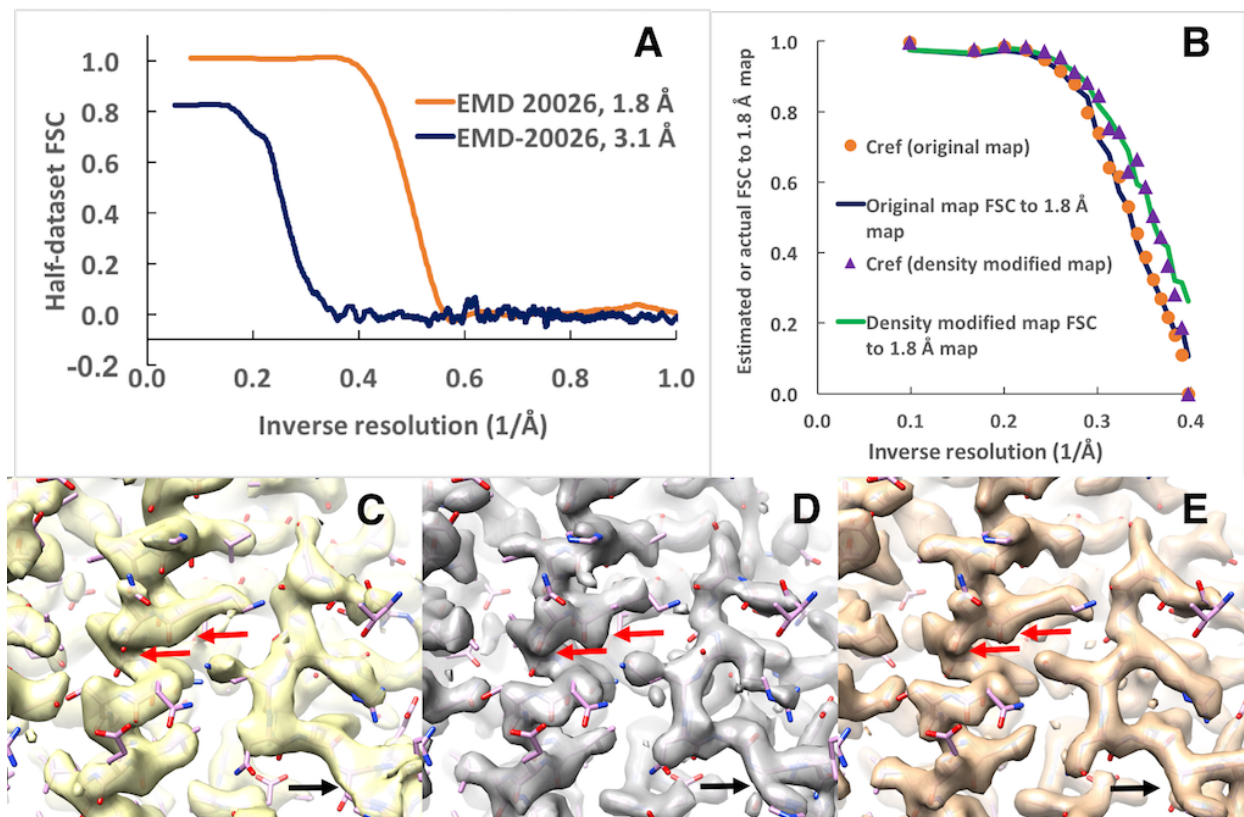 A
Half-dataset FSC
1.0
0.8
0.6
0.4
0.2
0.0
-0.2
EMD 20026, 1.8 Å
EMD-20026, 3.1 Å
0.0 0.2 0.4 0.6 0.8 1.0
Inverse resolution (1/Å)
B
Estimated or actual FSC to 1.8 Å map
1.0
0.8
0.6
0.4
0.2
0.0
Cref (original map)
Original map FSC to 1.8 Å
map
Cref (density modified map)
Density modified map FSC
to 1.8 Å map
0.0 0.1 0.2 0.3 0.4
Inverse resolution (1/Å)
C
D
E